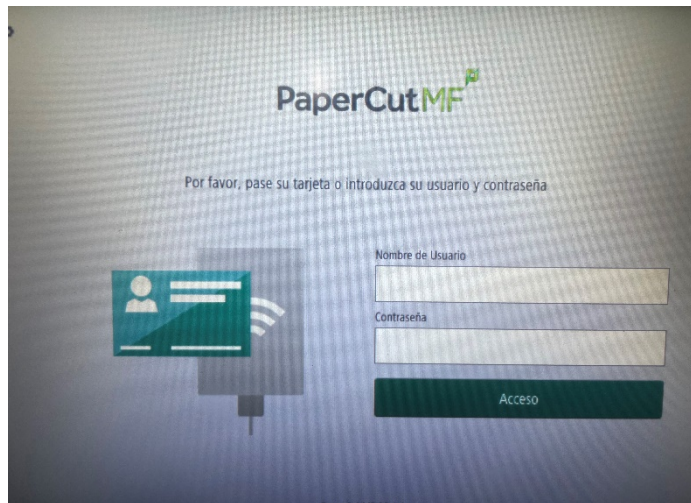 PaperCutMF
Por favor, pase su tarjeta o introduzca su usuario y contraseña
Nombre de Usuario
Contraseña
Acceso